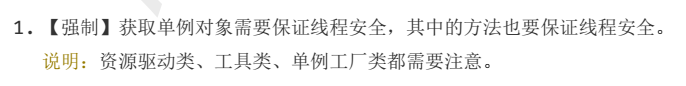 1. 【强制】获取单例对象需要保证线程安全，其中的方法也要保证线程安全。
说明：资源驱动类、工具类、单例工厂类都需要注意。